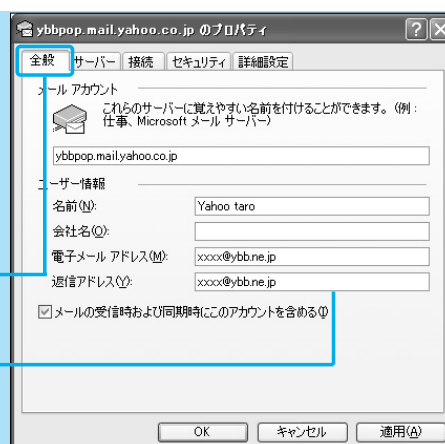 ybbpop.mail.yahoo.co.jp のプロパティ
全般 サーバー 接続 セキュリティ 詳細設定
メール アカウント
これらのサーバーに覚えやすい名前を付けることができます。(例 :
仕事、Microsoft メール サーバー)
ybbpop.mail.yahoo.co.jp
ユーザー情報
名前(N):
Yahoo taro
会社名(O):
電子メール アドレス(M):
xxxx@ybb.ne.jp
返信アドレス(Y):
xxxx@ybb.ne.jp
メールの受信時および同期時にこのアカウントを含める(I)
OK キャンセル 適用(A)